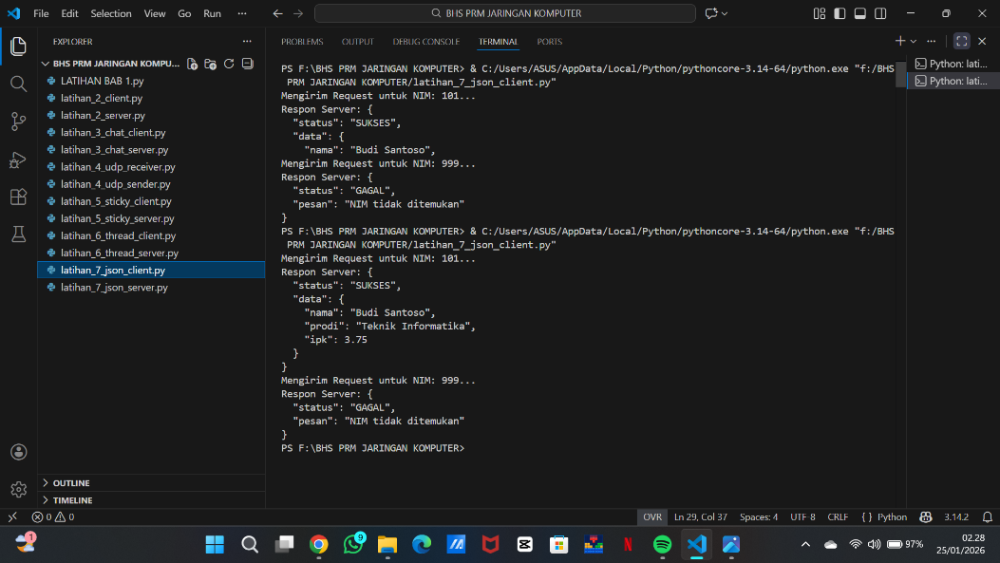 File Edit Selection View Go Run ... BHS PRM JARINGAN KOMPUTER
EXPLORER ...
BHS PRM JARINGAN KOMPU...
LATIHAN BAB 1.py
latihan_2_client.py
latihan_2_server.py
latihan_3_chat_client.py
latihan_3_chat_server.py
latihan_4_udp_receiver.py
latihan_4_udp_sender.py
latihan_5_sticky_client.py
latihan_5_sticky_server.py
latihan_6_thread_client.py
latihan_6_thread_server.py
latihan_7_json_client.py
latihan_7_json_server.py
OUTLINE
TIMELINE
PROBLEMS OUTPUT DEBUG CONSOLE TERMINAL PORTS
PS F:\BHS PRM JARINGAN KOMPUTER> & C:/Users/ASUS/AppData/Local/Python/pythoncore-3.14-64/python.exe "f:/BHS
PRM JARINGAN KOMPUTER/latihan_7_json_client.py"
Mengirim Request untuk NIM: 101...
Respon Server: {
"status": "SUKSES",
"data": {
"nama": "Budi Santoso",
Mengirim Request untuk NIM: 999...
Respon Server: {
"status": "GAGAL",
"pesan": "NIM tidak ditemukan"
}
PS F:\BHS PRM JARINGAN KOMPUTER> & C:/Users/ASUS/AppData/Local/Python/pythoncore-3.14-64/python.exe "f:/BHS
PRM JARINGAN KOMPUTER/latihan_7_json_client.py"
Mengirim Request untuk NIM: 101...
Respon Server: {
"status": "SUKSES",
"data": {
"nama": "Budi Santoso",
"prodi": "Teknik Informatika",
"ipk": 3.75
}
}
Mengirim Request untuk NIM: 999...
Respon Server: {
"status": "GAGAL",
"pesan": "NIM tidak ditemukan"
}
PS F:\BHS PRM JARINGAN KOMPUTER>
Python: lati...
Python: lati...
0 0 OVR Ln 29, Col 37 Spaces: 4 UTF-8 CRLF { } Python 3.14.2
1 9 97% 02.28
25/01/2026